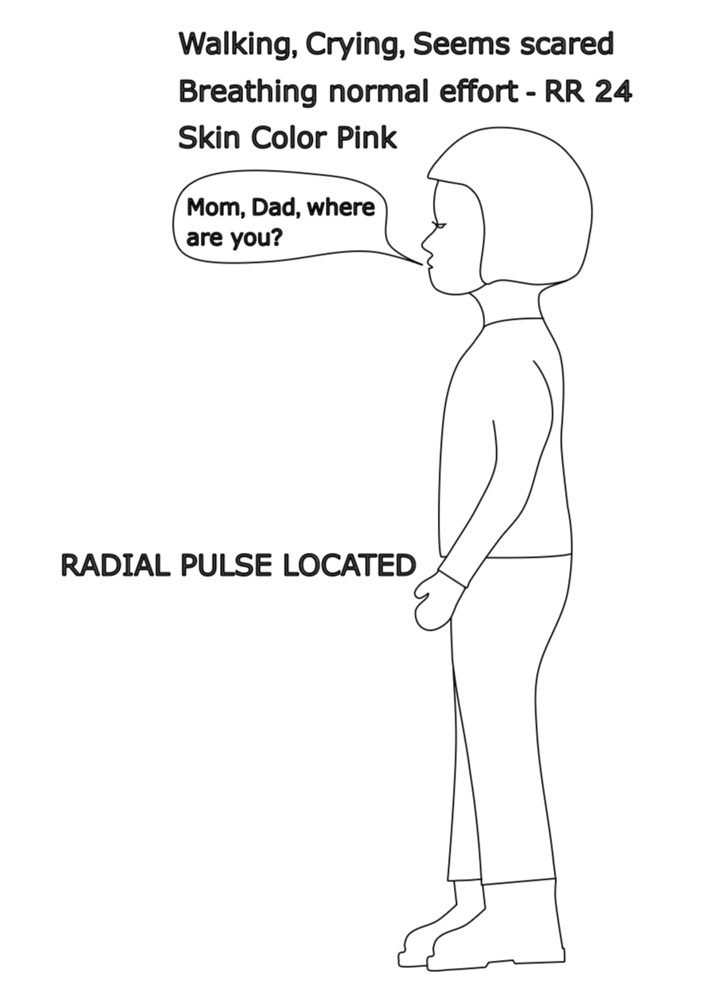 Walking, Crying, Seems scared
Breathing normal effort - RR 24
Skin Color Pink
Mom, Dad, where
are you?
RADIAL PULSE LOCATED